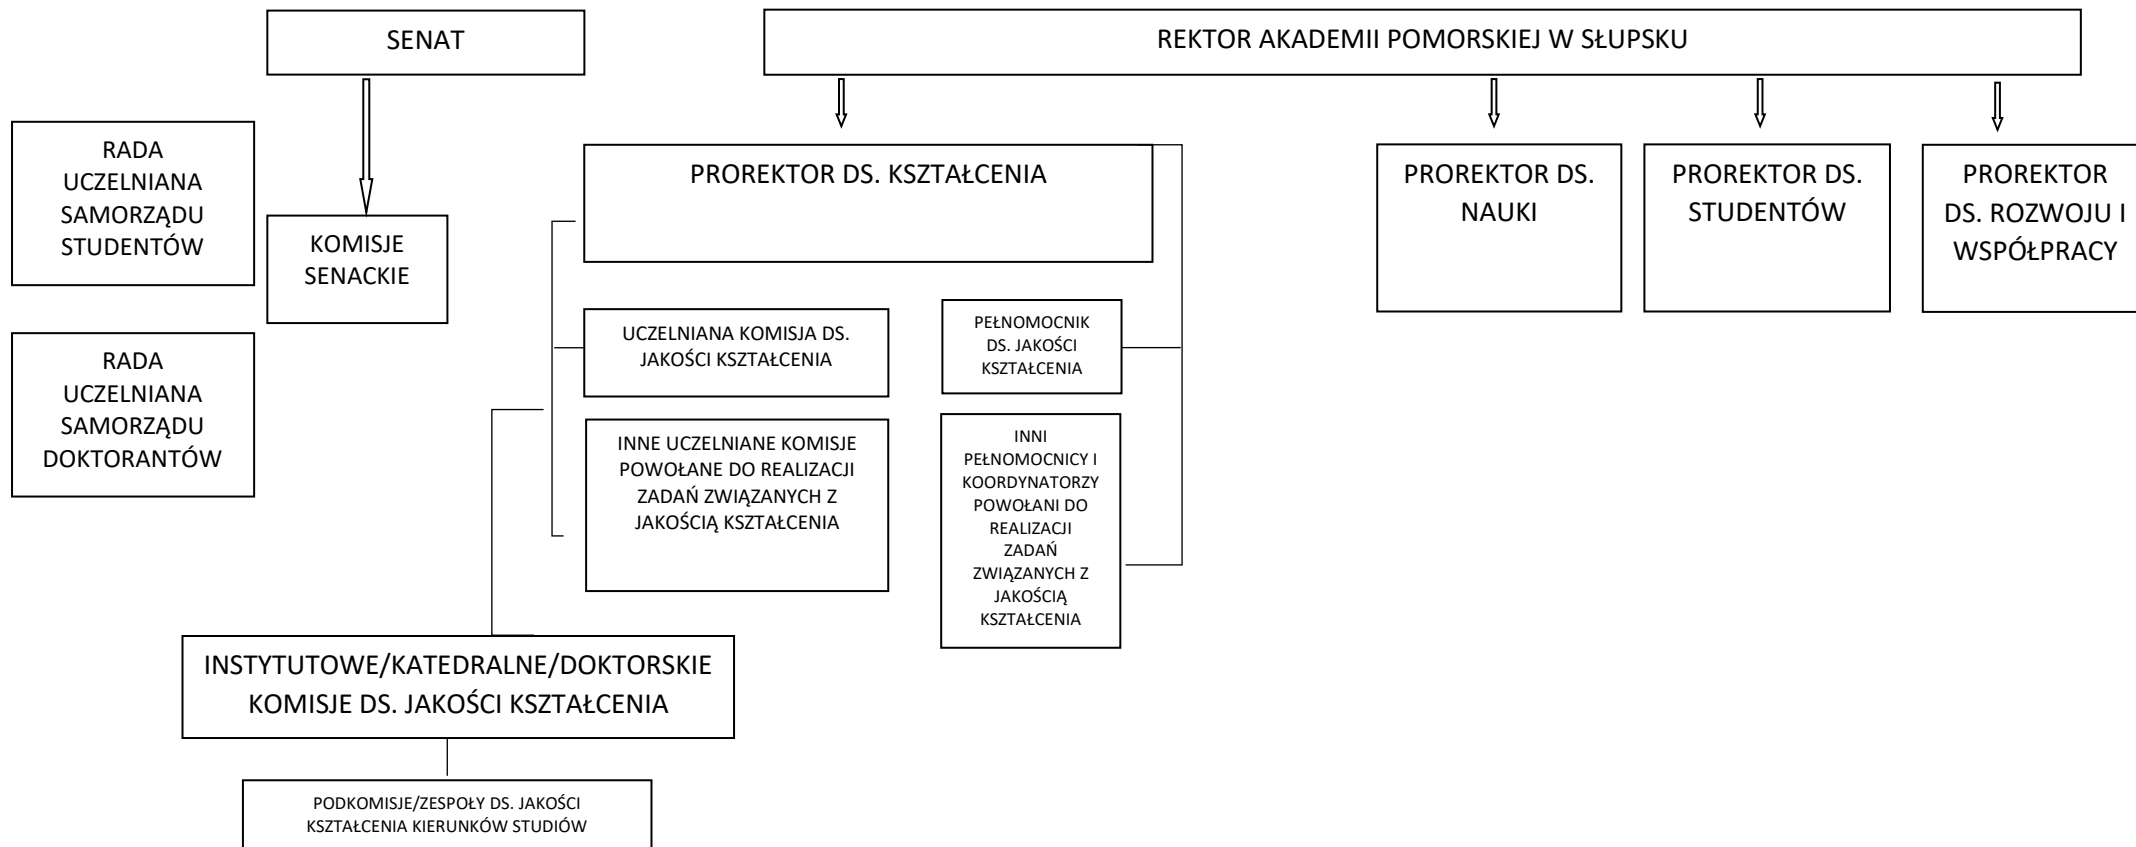 SENAT
REKTOR AKADEMII POMORSKIEJ W SŁUPSKU
RADA
UCZELNIANA
SAMORZĄDU
STUDENTÓW
KOMISJE
SENACKIE
PROREKTOR DS. KSZTAŁCENIA
PROREKTOR DS.
NAUKI
PROREKTOR DS.
STUDENTÓW
PROREKTOR
DS. ROZWOJU I
WSPÓŁPRACY
RADA
UCZELNIANA
SAMORZĄDU
DOKTORANTÓW
UCZELNIANA KOMISJA DS.
JAKOŚCI KSZTAŁCENIA
PEŁNOMOCNIK
DS. JAKOŚCI
KSZTAŁCENIA
INNE UCZELNIANE KOMISJE
POWOŁANE DO REALIZACJI
ZADAŃ ZWIĄZANYCH Z
JAKOŚCIĄ KSZTAŁCENIA
INNI
PEŁNOMOCNICY I
KOORDYNATORZY
POWOŁANI DO
REALIZACJI
ZADAŃ
ZWIĄZANYCH Z
JAKOŚCIĄ
KSZTAŁCENIA
INSTYTUTOWE/KATEDRALNE/DOKTORSKIE
KOMISJE DS. JAKOŚCI KSZTAŁCENIA
PODKOMISJE/ZESPOŁY DS. JAKOŚCI
KSZTAŁCENIA KIERUNKÓW STUDIÓW